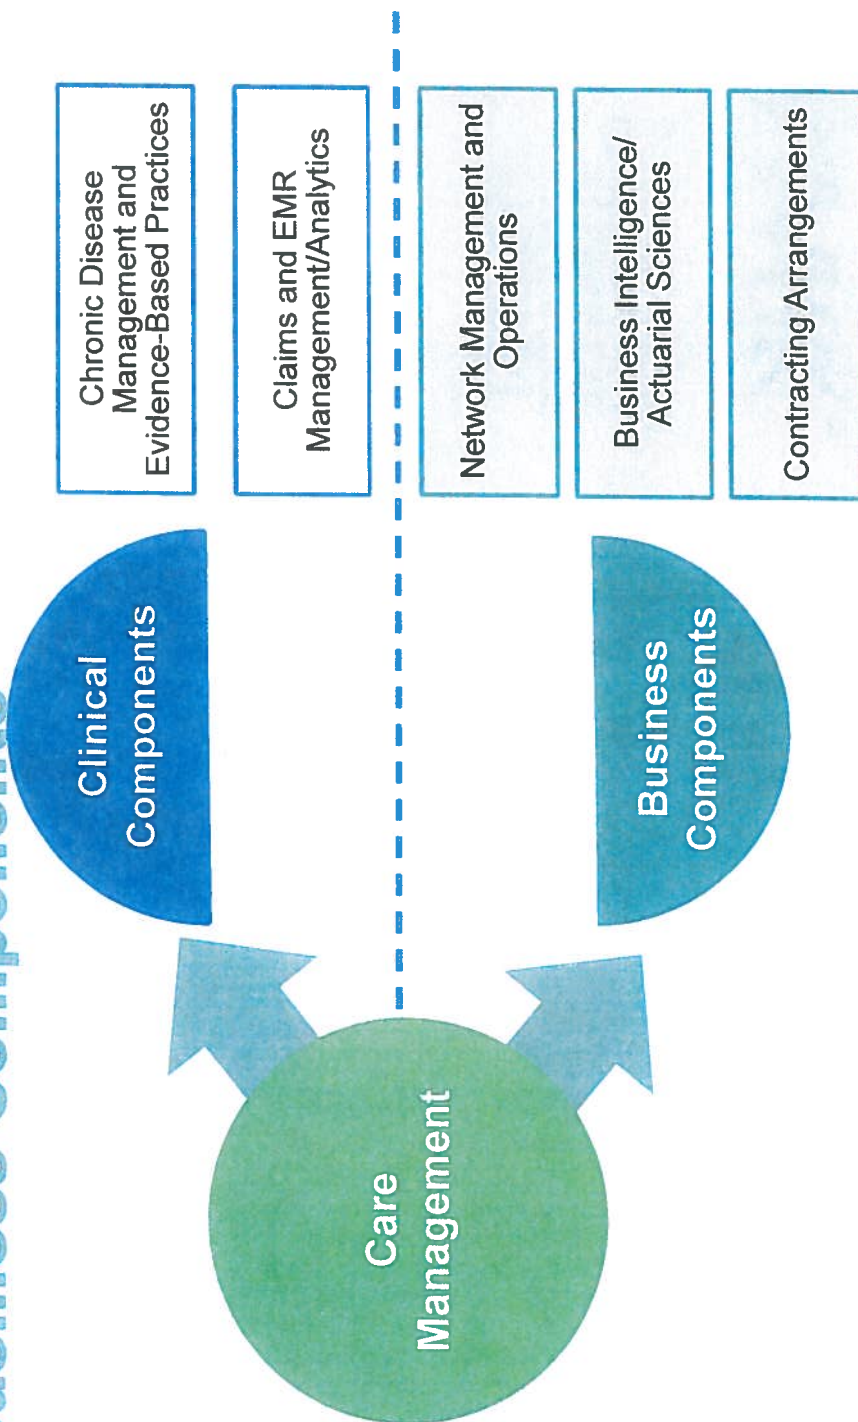 Components
Care
Management
Clinical
Components
Chronic Disease
Management and
Evidence-Based Practices
Claims and EMR
Management/Analytics
Business
Components
Network Management and
Operations
Business Intelligence/
Actuarial Sciences
Contracting Arrangements